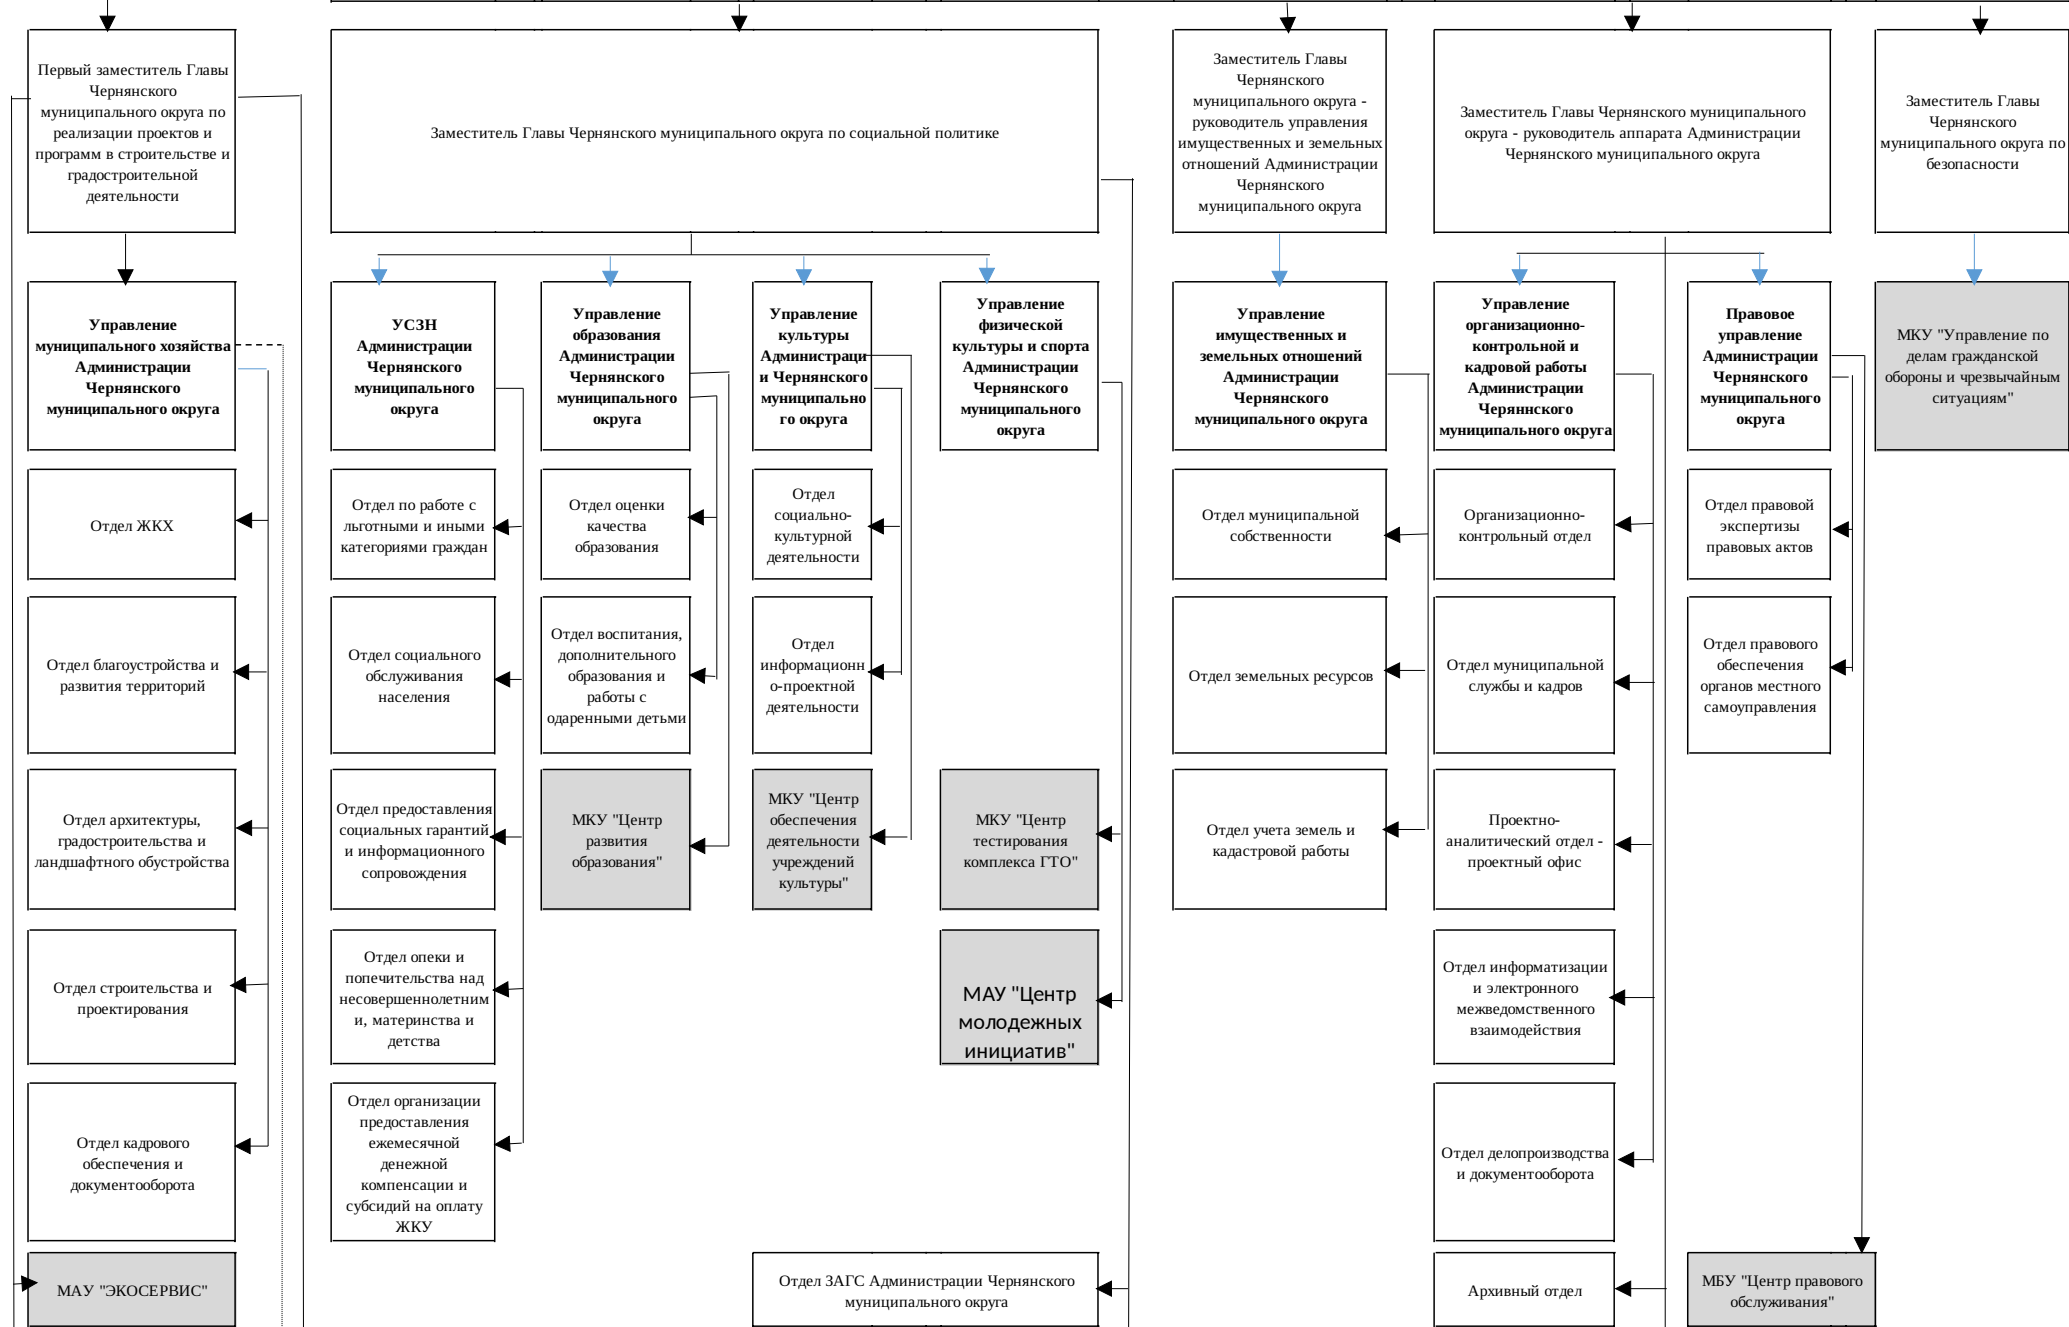 Первый заместитель Главы
Чернянского
муниципального округа по
реализации проектов и
программ в строительстве и
градостроительной
деятельности
Заместитель Главы Чернянского муниципального округа по социальной политике
Заместитель Главы
Чернянского
муниципального округа -
руководитель управления
имущественных и земельных
отношений Администрации
Чернянского
муниципального округа
Заместитель Главы Чернянского муниципального
округа - руководитель аппарата Администрации
Чернянского муниципального округа
Заместитель Главы
Чернянского
муниципального округа по
безопасности
Управление
муниципального хозяйства
Администрации
Чернянского
муниципального округа
УСЗН
Администрации
Чернянского
муниципального
округа
Управление
образования
Администрации
Чернянского
муниципального
округа
Управление
культуры
Администраци
и Чернянского
муниципально
го округа
Управление
физической
культуры и спорта
Администрации
Чернянского
муниципального
округа
Управление
имущественных и
земельных отношений
Администрации
Чернянского
муниципального округа
Управление
организационно-
контрольной и
кадровой работы
Администрации
Черяннского
муниципального округа
Правовое
управление
Администрации
Чернянского
муниципального
округа
МКУ "Управление по
делам гражданской
обороны и чрезвычайным
ситуациям"
Отдел ЖКХ
Отдел по работе с
льготными и иными
категориями граждан
Отдел оценки
качества
образования
Отдел
социально-
культурной
деятельности
Отдел муниципальной
собственности
Организационно-
контрольный отдел
Отдел правовой
экспертизы
правовых актов
Отдел благоустройства и
развития территорий
Отдел социального
обслуживания
населения
Отдел воспитания,
дополнительного
образования и
работы с
одаренными детьми
Отдел
информационн
о-проектной
деятельности
Отдел земельных ресурсов
Отдел муниципальной
службы и кадров
Отдел правового
обеспечения
органов местного
самоуправления
Отдел архитектуры,
градостроительства и
ландшафтного обустройства
Отдел предоставления
социальных гарантий
и информационного
сопровождения
МКУ "Центр
развития
образования"
МКУ "Центр
обеспечения
деятельности
учреждений
культуры"
МКУ "Центр
тестирования
комплекса ГТО"
Отдел учета земель и
кадастровой работы
Проектно-
аналитический отдел -
проектный офис
Отдел строительства и
проектирования
Отдел опеки и
попечительства над
несовершеннолетним
и, материнства и
детства
МАУ "Центр
молодежных
инициатив"
Отдел информатизации
и электронного
межведомственного
взаимодействия
Отдел кадрового
обеспечения и
документооборота
Отдел организации
предоставления
ежемесячной
денежной
компенсации и
субсидий на оплату
ЖКУ
Отдел делопроизводства
и документооборота
МАУ "ЭКОСЕРВИС"
Отдел ЗАГС Администрации Чернянского
муниципального округа
Архивный отдел
МБУ "Центр правового
обслуживания"